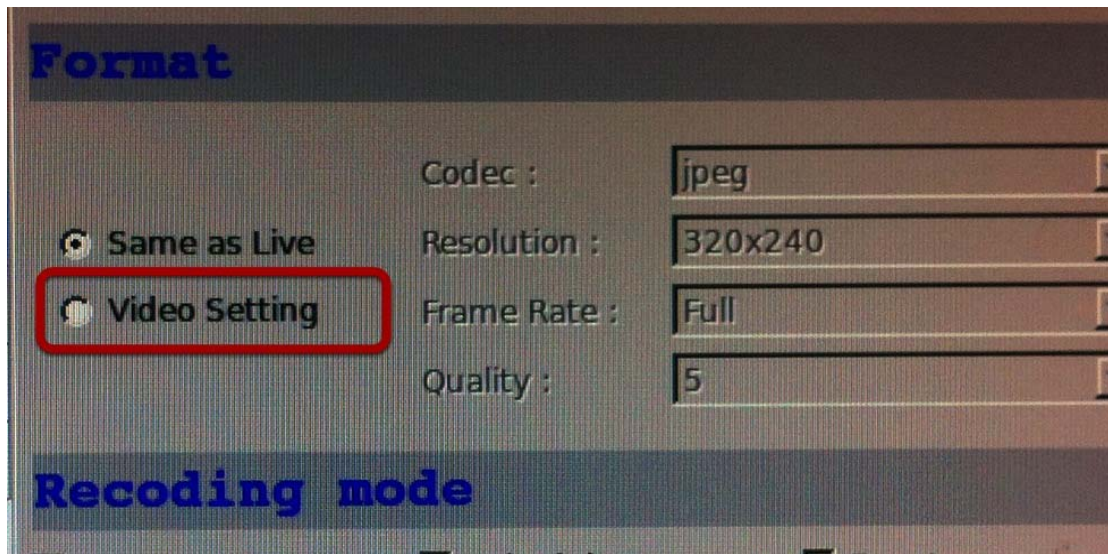 Format
Codec : jpeg
Same as Live Resolution : 320x240
Video Setting Frame Rate : Full
Quality : 5
Recoding mode